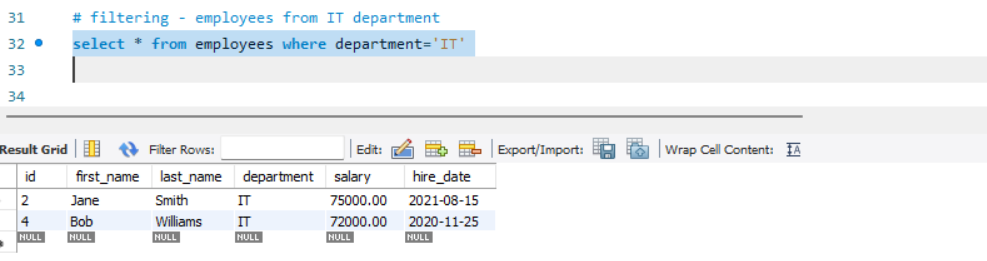 31 # filtering - employees from IT department
32 select * from employees where department='IT'
33
34
Result Grid Filter Rows: Edit: Export/Import: Wrap Cell Content: IA
id first_name last_name department salary hire_date
2 Jane Smith IT 75000.00 2021-08-15
4 Bob Williams IT 72000.00 2020-11-25
NULL NULL NULL NULL NULL NULL